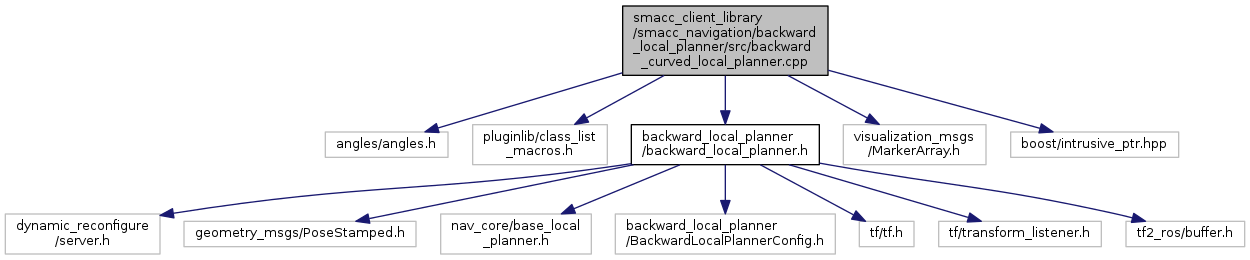 smacc_client_library
/smacc_navigation/backward
_local_planner/src/backward
_curved_local_planner.cpp
angles/angles.h
pluginlib/class_list
_macros.h
backward_local_planner
/backward_local_planner.h
visualization_msgs
/MarkerArray.h
boost/intrusive_ptr.hpp
dynamic_reconfigure
/server.h
geometry_msgs/PoseStamped.h
nav_core/base_local
_planner.h
backward_local_planner
/BackwardLocalPlannerConfig.h
tf/tf.h
tf/transform_listener.h
tf2_ros/buffer.h